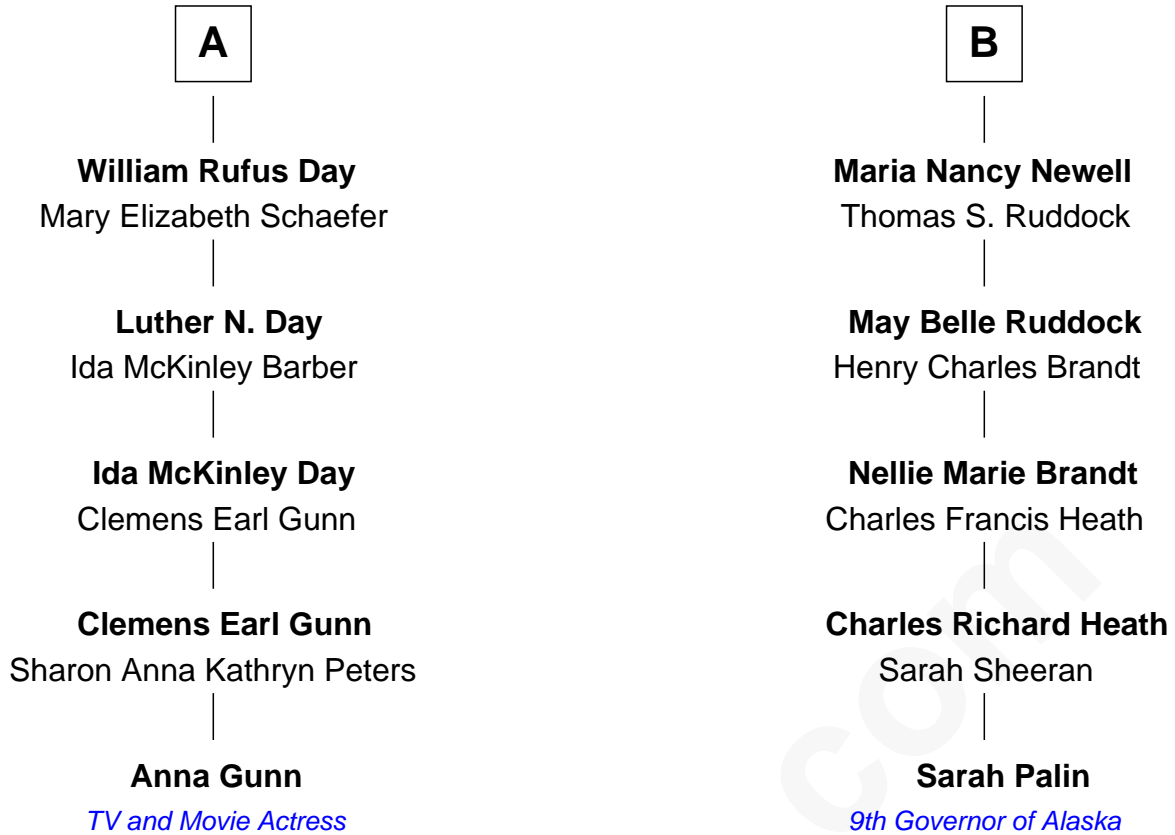 A
William Rufus Day
Mary Elizabeth Schaefer
Luther N. Day
Ida McKinley Barber
Ida McKinley Day
Clemens Earl Gunn
Clemens Earl Gunn
Sharon Anna Kathryn Peters
Anna Gunn
TV and Movie Actress
B
Maria Nancy Newell
Thomas S. Ruddock
May Belle Ruddock
Henry Charles Brandt
Nellie Marie Brandt
Charles Francis Heath
Charles Richard Heath
Sarah Sheeran
Sarah Palin
9th Governor of Alaska
com